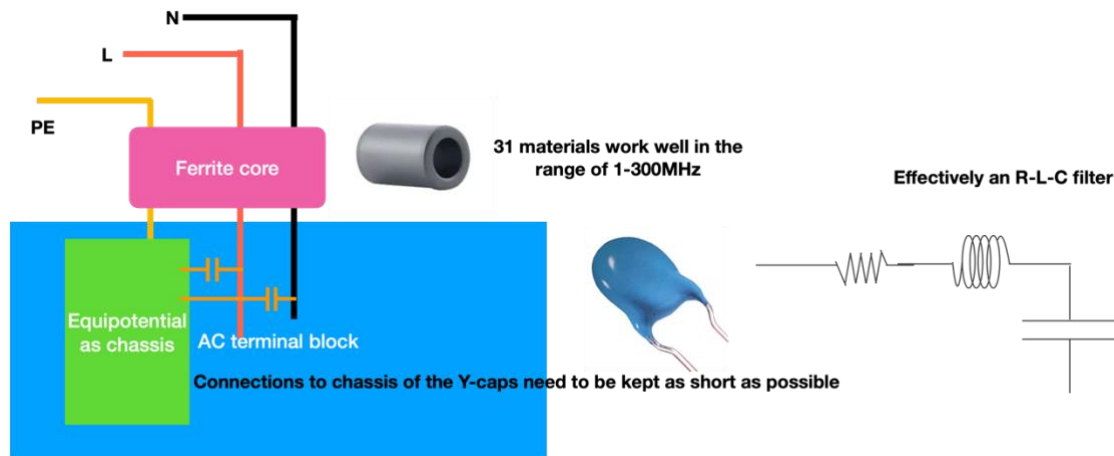 N
L
PE
Ferrite core
31 materials work well in the
range of 1-300MHz
Effectively an R-L-C filter
Equipotential
as chassis
AC terminal block
Connections to chassis of the Y-caps need to be kept as short as possible